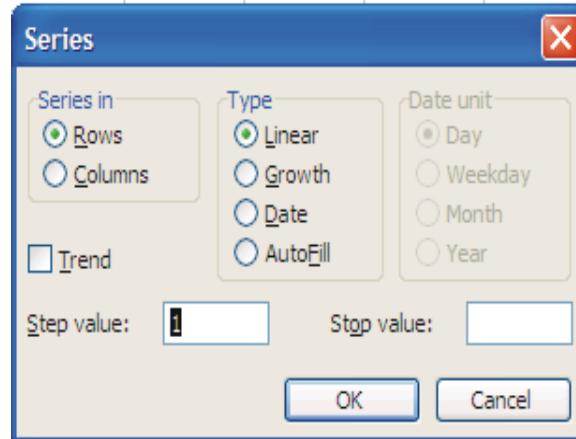 Series
Series in
Rows
Columns
Trend
Type
Linear
Growth
Date
AutoFill
Date unit
Day
Weekday
Month
Year
Step value: 1
Stop value:
OK
Cancel